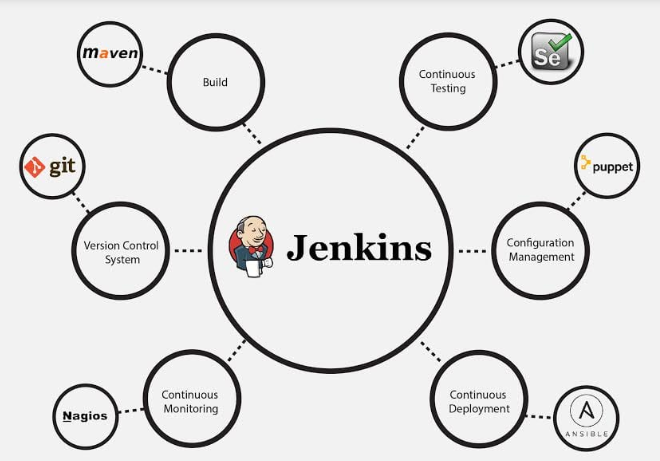 maven
Build
Continuous
Testing
Se
git
Version Control
System
Jenkins
puppet
Configuration
Management
Nagios
Continuous
Monitoring
Continuous
Deployment
A
ANSIBLE